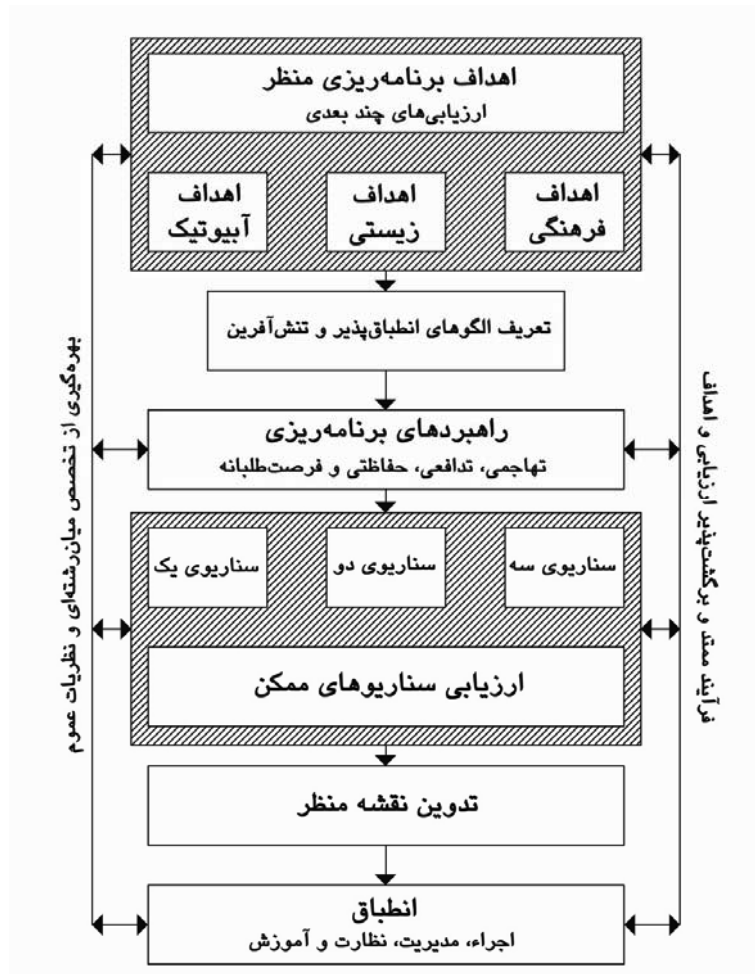 اهداف برنامه‌ریزی منظر
ارزیابی‌های چند بعدی
اهداف
فرهنگی
اهداف
زیستی
اهداف
آبیوتیک
تعریف الگوهای انطباق‌پذیر و تنش‌آفرین
راهبردهای برنامه‌ریزی
تهاجمی، تدافعی، حفاظتی و فرصت‌طلبانه
سناریوی سه
سناریوی دو
سناریوی یک
ارزیابی سناریوهای ممکن
تدوین نقشه منظر
انطباق
اجراء، مدیریت، نظارت و آموزش
فرآیند ممتد و برگشت‌پذیر ارزیابی و اهداف
بهره‌گیری از تخصص میان‌رشته‌ای و نظریات عموم